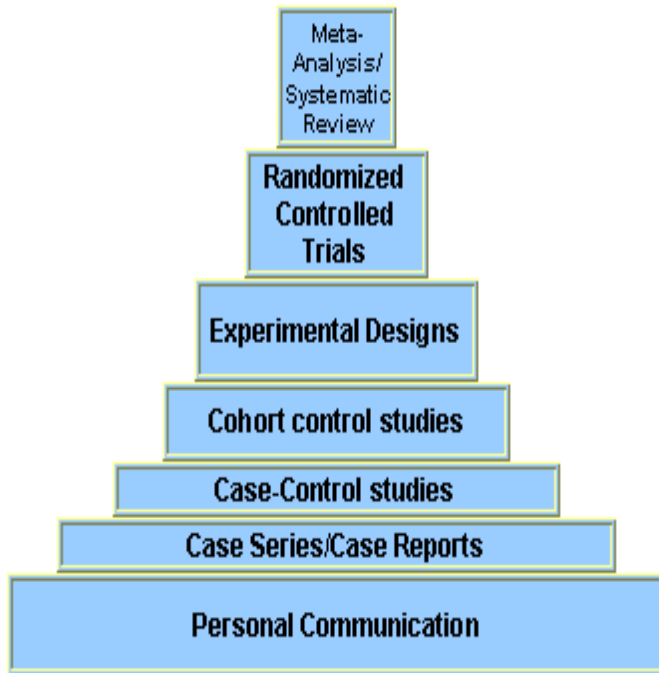 Meta-
Analysis/
Systematic
Review
Randomized
Controlled
Trials
Experimental Designs
Cohort control studies
Case-Control studies
Case Series/Case Reports
Personal Communication